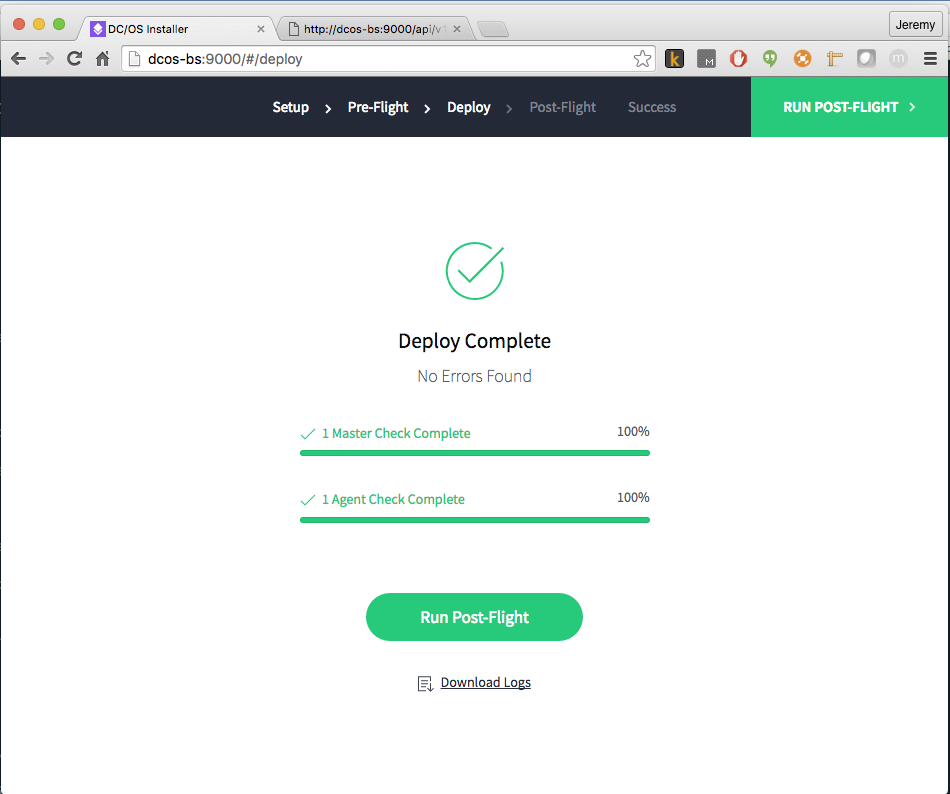 DC/OS Installer
http://dcos-bs:9000/api/v1
Jeremy
dcos-bs:9000/#/deploy
k
M
m
Setup
Pre-Flight
Deploy
Post-Flight
Success
RUN POST-FLIGHT
Deploy Complete
No Errors Found
1 Master Check Complete 100%
1 Agent Check Complete 100%
Run Post-Flight
Download Logs